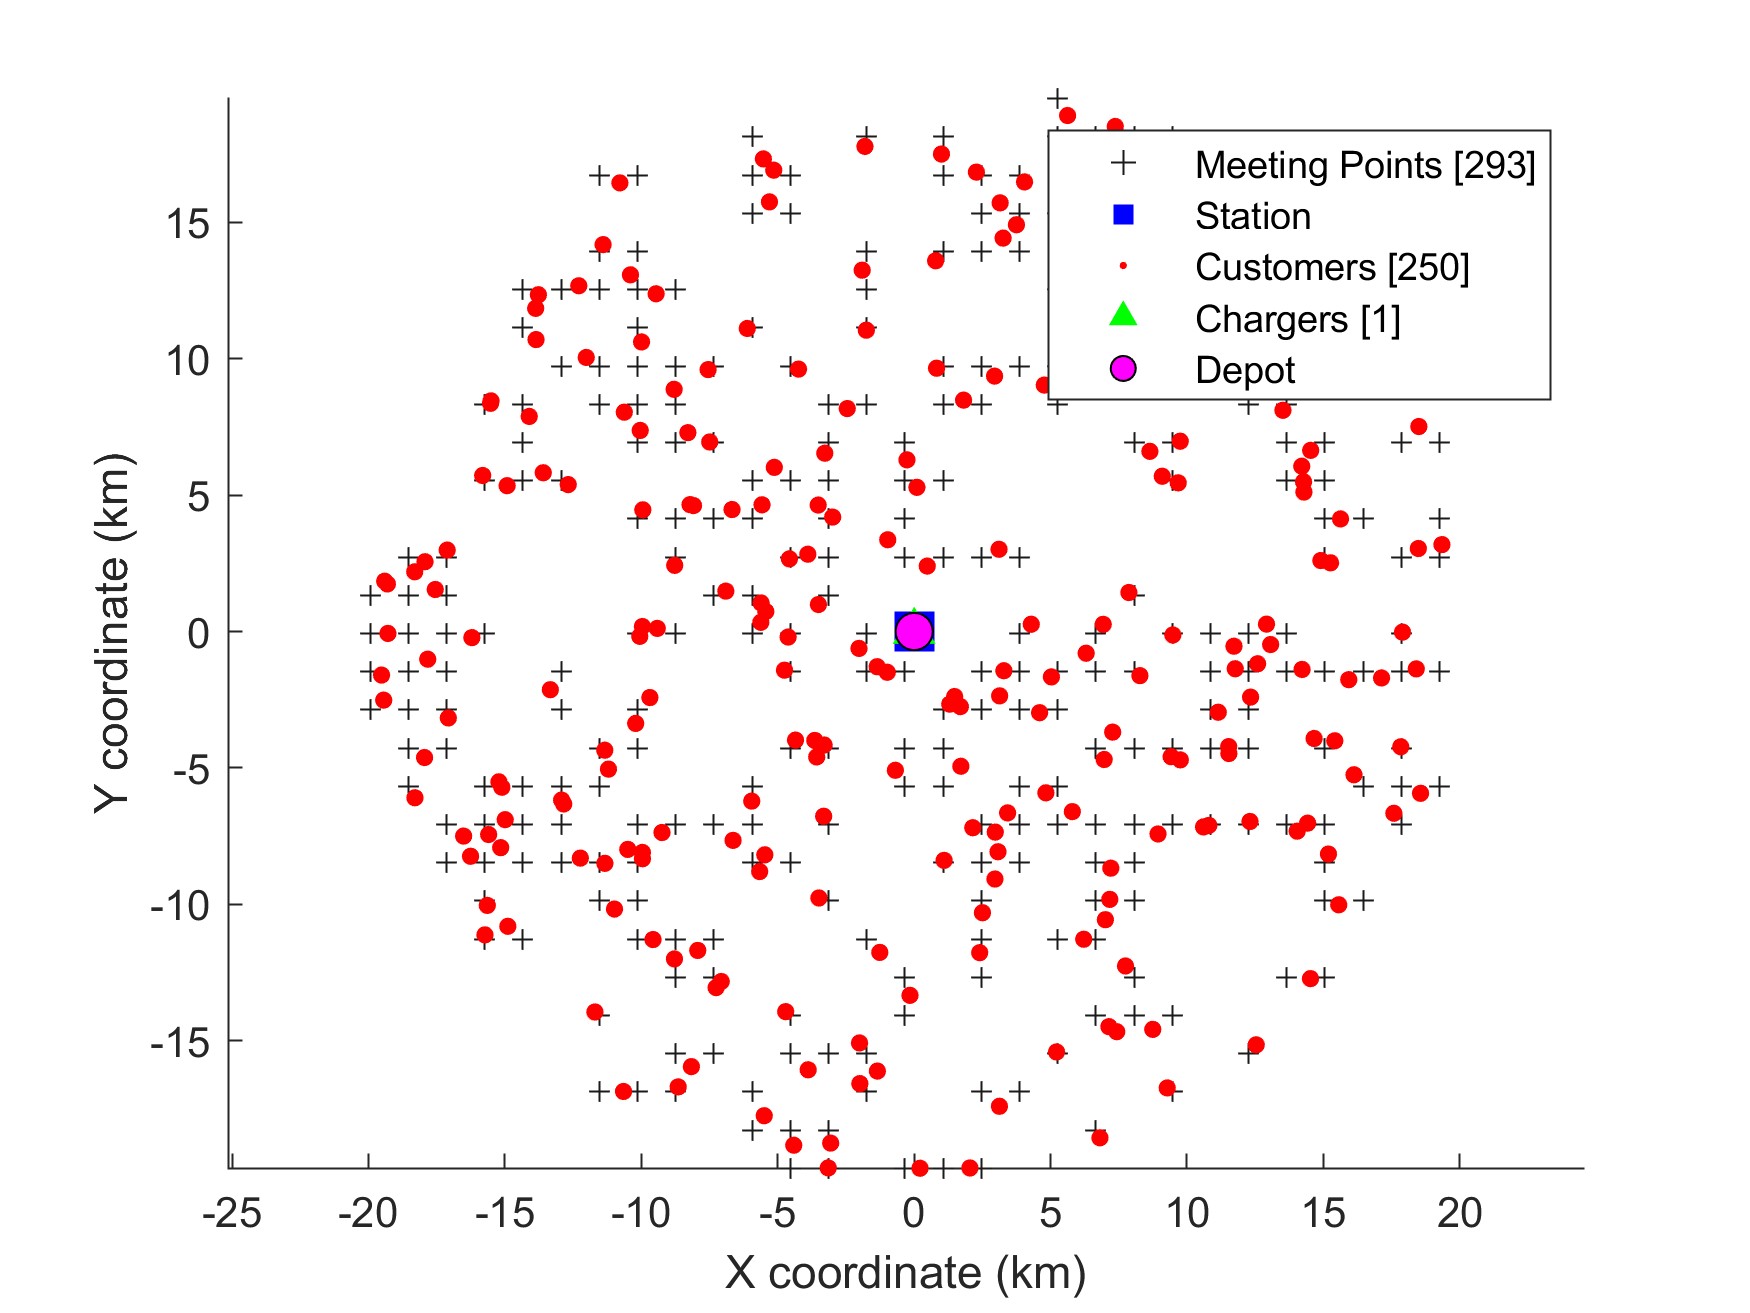 Meeting Points [293]
Station
Customers [250]
Chargers [1]
Depot
15
10
5
0
-5
-10
-15
Y coordinate (km)
-25 -20 -15 -10 -5 0 5 10 15 20
X coordinate (km)